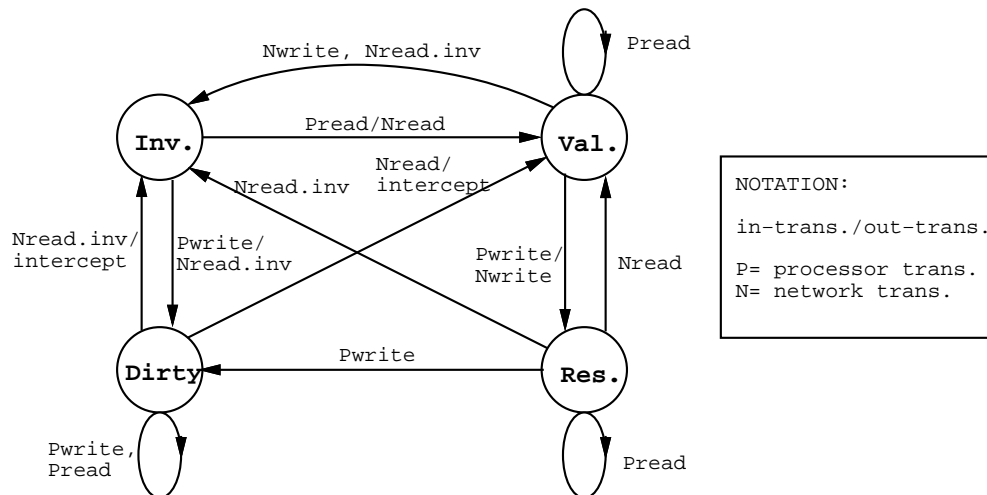 Pread
Nwrite, Nread.inv
Inv.
Pread/Nread
Val.
Nread/
intercept
Nread.inv
NOTATION:
in-trans./out-trans.
P= processor trans.
N= network trans.
Nread.inv/
intercept
Pwrite/
Nread.inv
Pwrite/
Nwrite
Nread
Dirty
Pwrite
Res.
Pwrite,
Pread
Pread